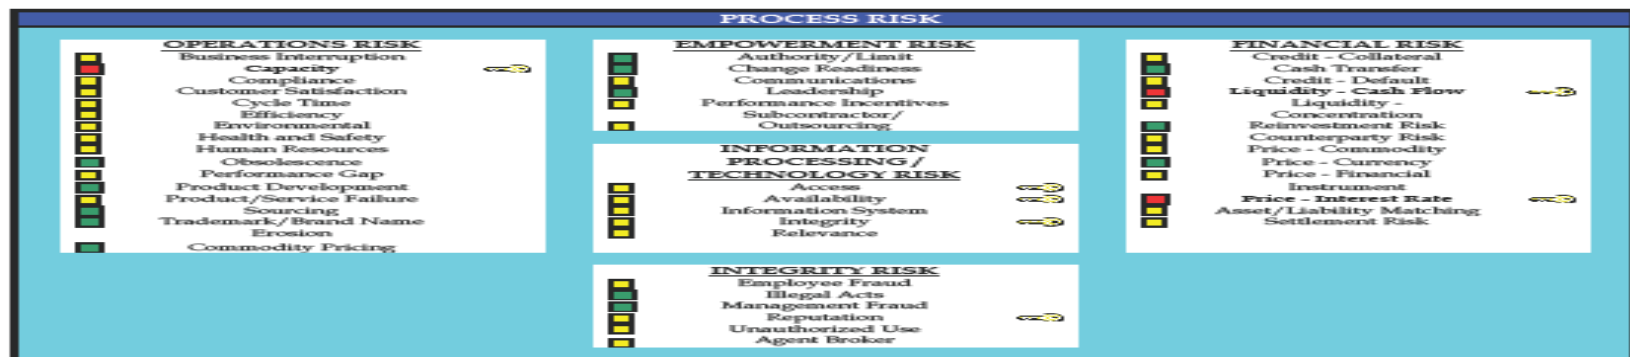 PROCESS RISK
OPERATIONS RISK
Business Interruption
Capacity
Compliance
Customer Satisfaction
Cycle Time
Efficiency
Environmental
Health and Safety
Human Resources
Obsolescence
Performance Gap
Product Development
Product/Service Failure
Sourcing
Trademark/Brand Name
Erosion
Commodity Pricing
EMPOWERMENT RISK
Authority/Limit
Change Readiness
Communications
Leadership
Performance Incentives
Subcontractor/
Outsourcing
INFORMATION
PROCESSING/
TECHNOLOGY RISK
Access
Availability
Information System
Integrity
Relevance
INTEGRITY RISK
Employee Fraud
Illegal Acts
Management Fraud
Reputation
Unauthorized Use
Agent Broker
FINANCIAL RISK
Credit - Collateral
Cash Transfer
Credit - Default
Liquidity - Cash Flow
Liquidity -
Concentration
Reinvestment Risk
Counterparty Risk
Price - Commodity
Price - Currency
Price - Financial
Instrument
Price - Interest Rate
Asset/Liability Matching
Settlement Risk